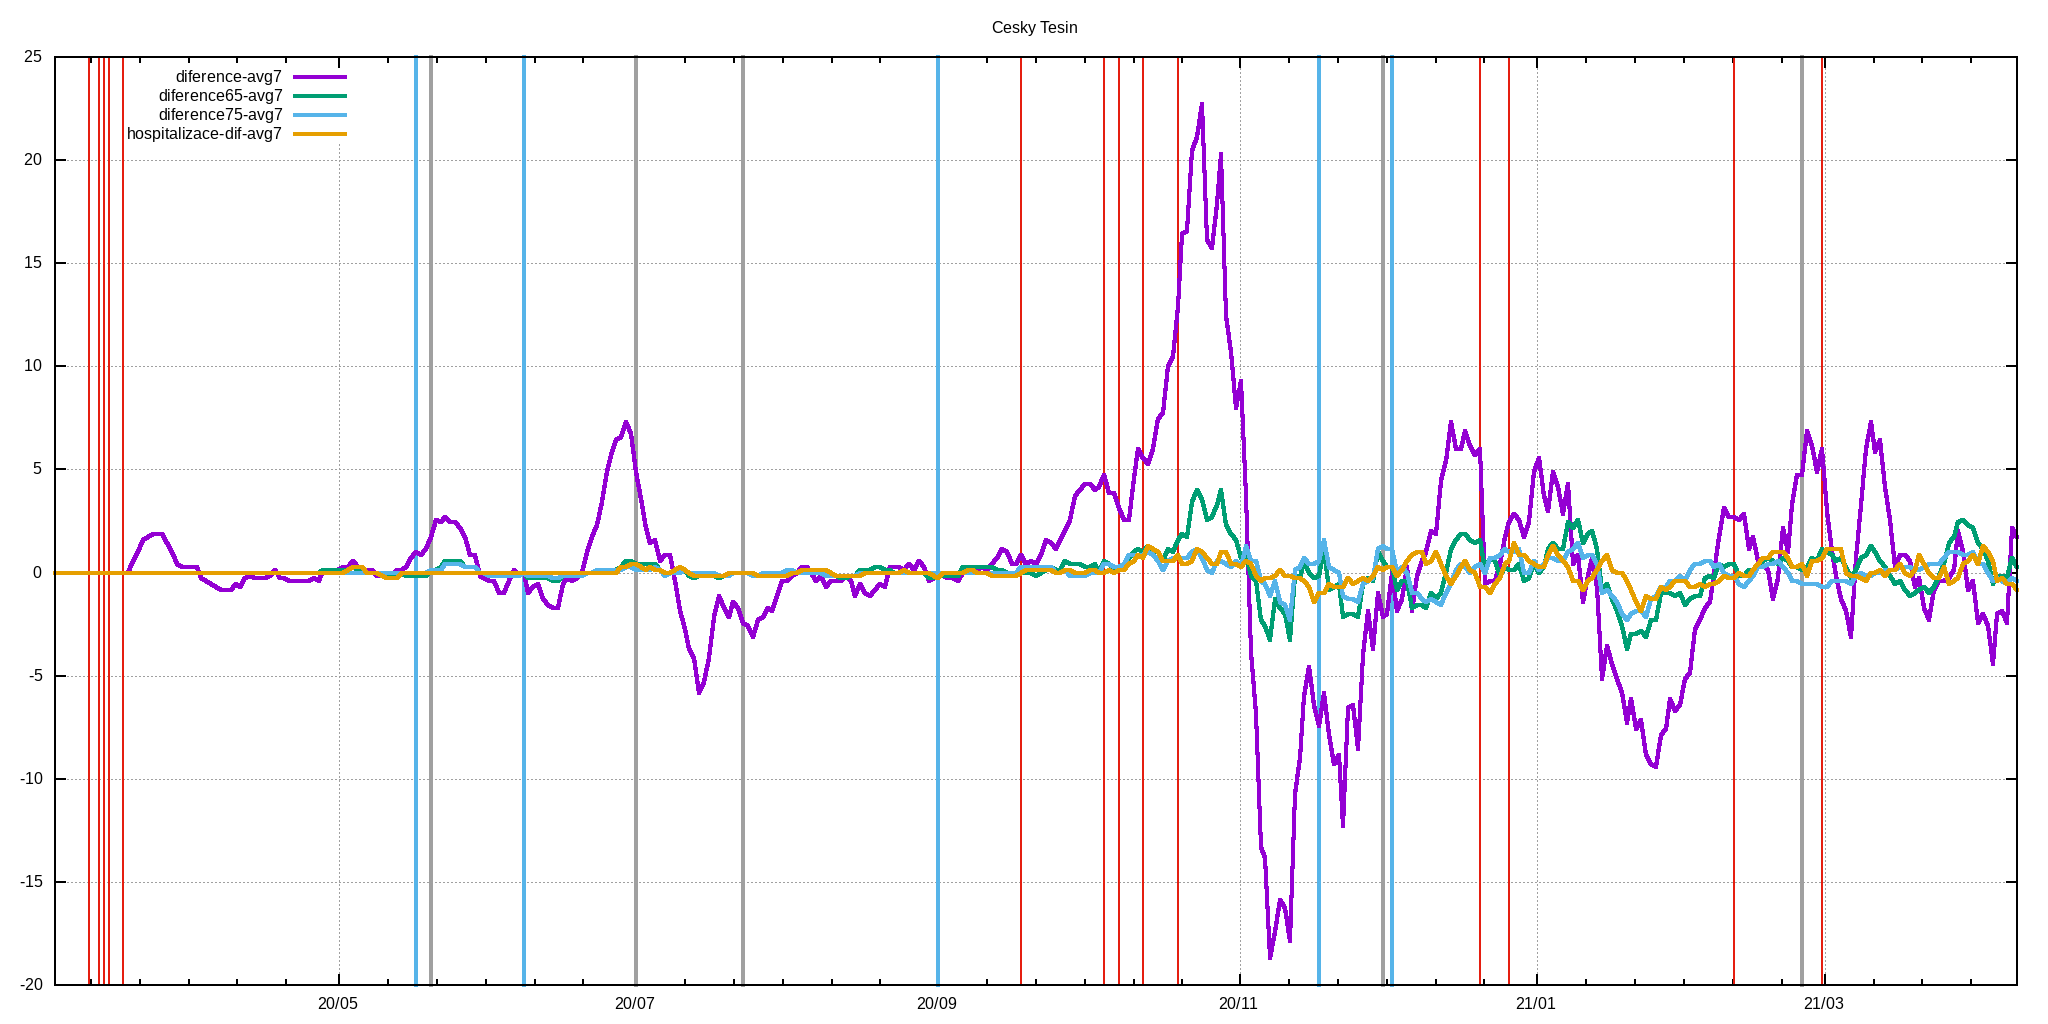 Cesky Tesin
25
20
15
10
5
0
-5
-10
-15
-20
diference-avg7
diference65-avg7
diference75-avg7
hospitalizace-dif-avg7
20/05 20/07 20/09 20/11 21/01 21/03